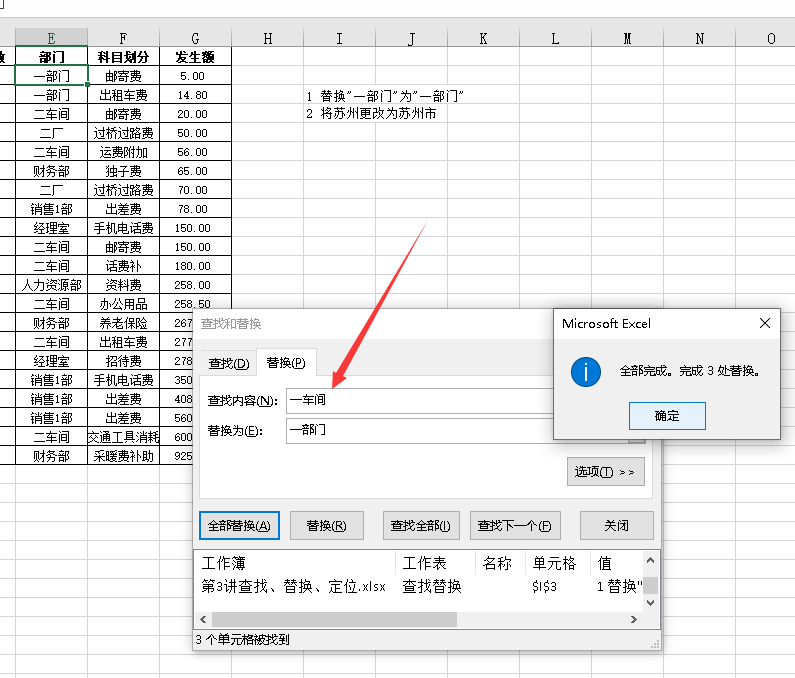 E F G H I J K L M N O
数 部门 科目划分 发生额
一部门 邮寄费 5.00
一部门 出租车费 14.80
1 替换"一部门"为"一部门"
二车间 邮寄费 20.00
2 将苏州更改为苏州市
二厂 过桥过路费 50.00
二车间 运费附加 56.00
财务部 独子费 65.00
二厂 过桥过路费 70.00
销售1部 出差费 78.00
经理室 手机电话费 150.00
二车间 邮寄费 150.00
二车间 话费补 180.00
人力资源部 资料费 258.00
二车间 办公用品 258.50
财务部 养老保险 267
二车间 出租车费 277
经理室 招待费 278
销售1部 手机电话费 350
销售1部 出差费 408
销售1部 出差费 560
二车间 交通工具消耗 600
财务部 采暖费补助 925
查找和替换
查找(D) 替换(P)
查找内容(N): 一车间
替换为(E): 一部门
选项(T) >>
全部替换(A) 替换(R) 查找全部(I) 查找下一个(F) 关闭
工作簿 工作表 名称 单元格 值
第3讲查找、替换、定位.xlsx 查找替换 $I$3 1 替换"
3 个单元格被找到
Microsoft Excel
全部完成。完成 3 处替换。
确定